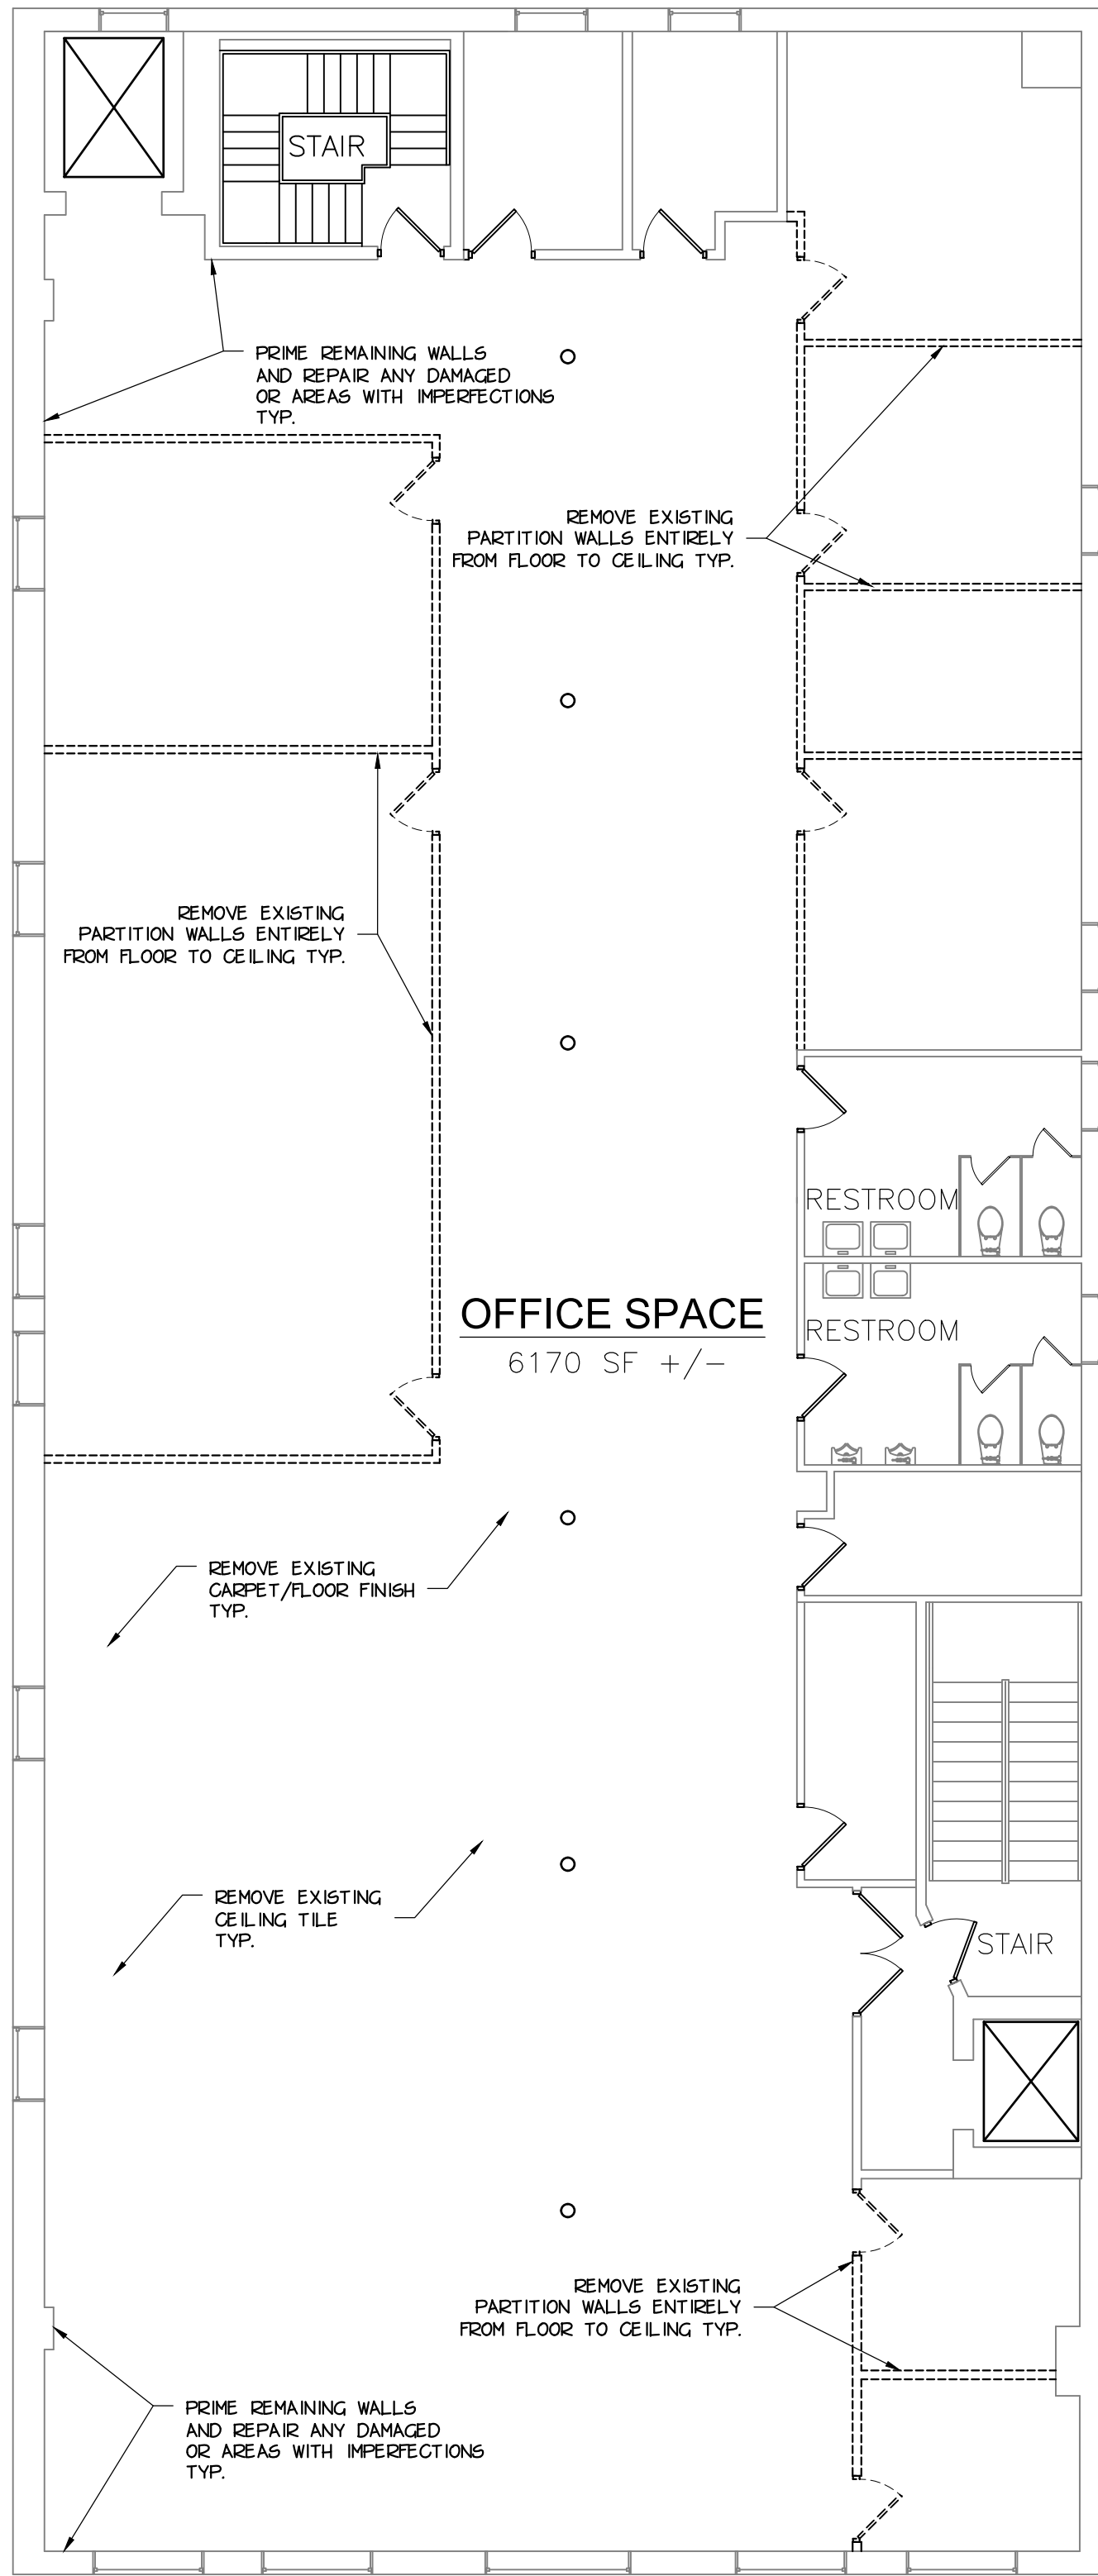 STAIR
PRIME REMAINING WALLS
AND REPAIR ANY DAMAGED
OR AREAS WITH IMPERFECTIONS
TYP.
REMOVE EXISTING
PARTITION WALLS ENTIRELY
FROM FLOOR TO CEILING TYP.
REMOVE EXISTING
PARTITION WALLS ENTIRELY
FROM FLOOR TO CEILING TYP.
RESTROOM
OFFICE SPACE
6170 SF +/-
RESTROOM
REMOVE EXISTING
CARPET/FLOOR FINISH
TYP.
REMOVE EXISTING
CEILING TILE
TYP.
STAIR
REMOVE EXISTING
PARTITION WALLS ENTIRELY
FROM FLOOR TO CEILING TYP.
PRIME REMAINING WALLS
AND REPAIR ANY DAMAGED
OR AREAS WITH IMPERFECTIONS
TYP.